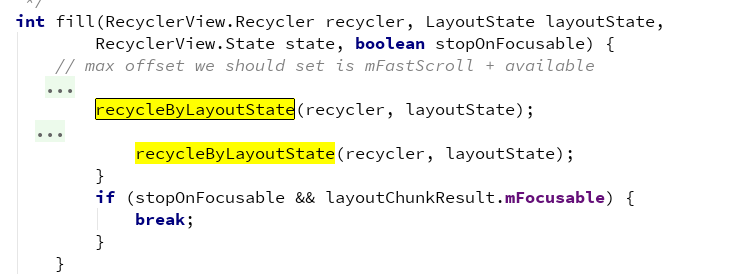 */
int fill(RecyclerView.Recycler recycler, LayoutState layoutState,
RecyclerView.State state, boolean stopOnFocusable) {
// max offset we should set is mFastScroll + available
...
recycleByLayoutState(recycler, layoutState);
...
recycleByLayoutState(recycler, layoutState);
}
if (stopOnFocusable && layoutChunkResult.mFocusable) {
break;
}
}